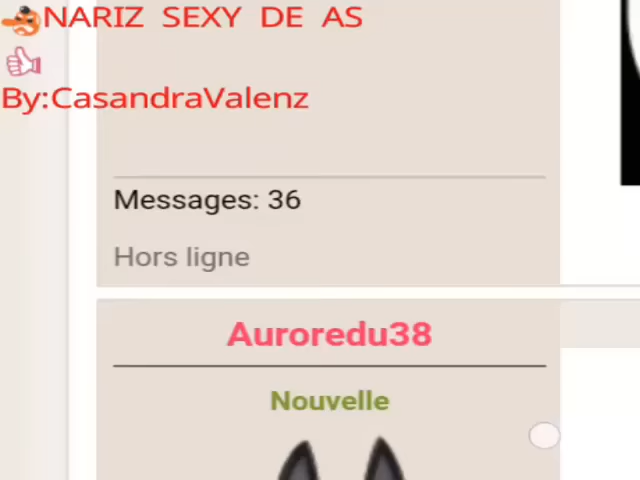 NARIZ SEXY DE AS
By:CasandraValenz
Messages: 36
Hors ligne
Auroredu38
Nouvelle